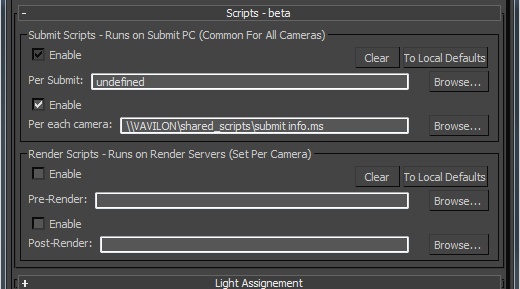 - Scripts - beta
Submit Scripts - Runs on Submit PC (Common For All Cameras)
Enable Clear To Local Defaults
Per Submit: undefined Browse...
Enable
Per each camera: \\VAVILON\shared_scripts\submit info.ms Browse...
Render Scripts - Runs on Render Servers (Set Per Camera)
Enable Clear To Local Defaults
Pre-Render: Browse...
Enable
Post-Render: Browse...
+ Light Assignement